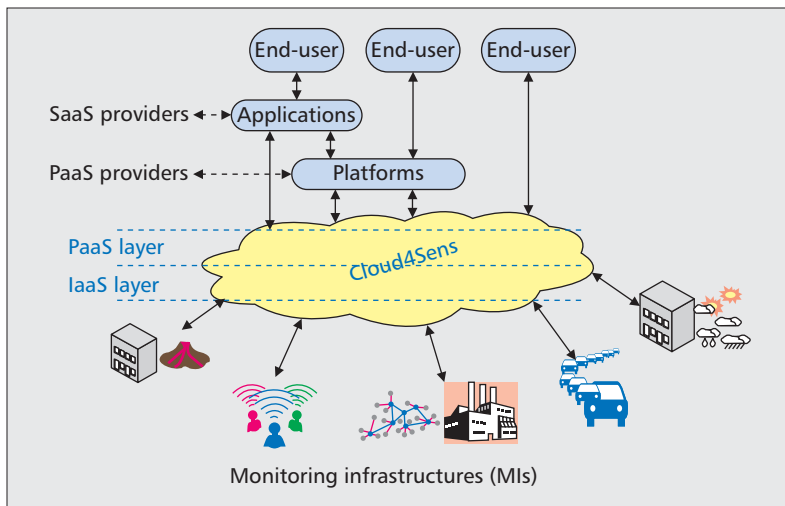 End-user
End-user
End-user
SaaS providers
Applications
PaaS providers
Platforms
PaaS layer
Cloud4Sens
IaaS layer
Monitoring infrastructures (MIs)